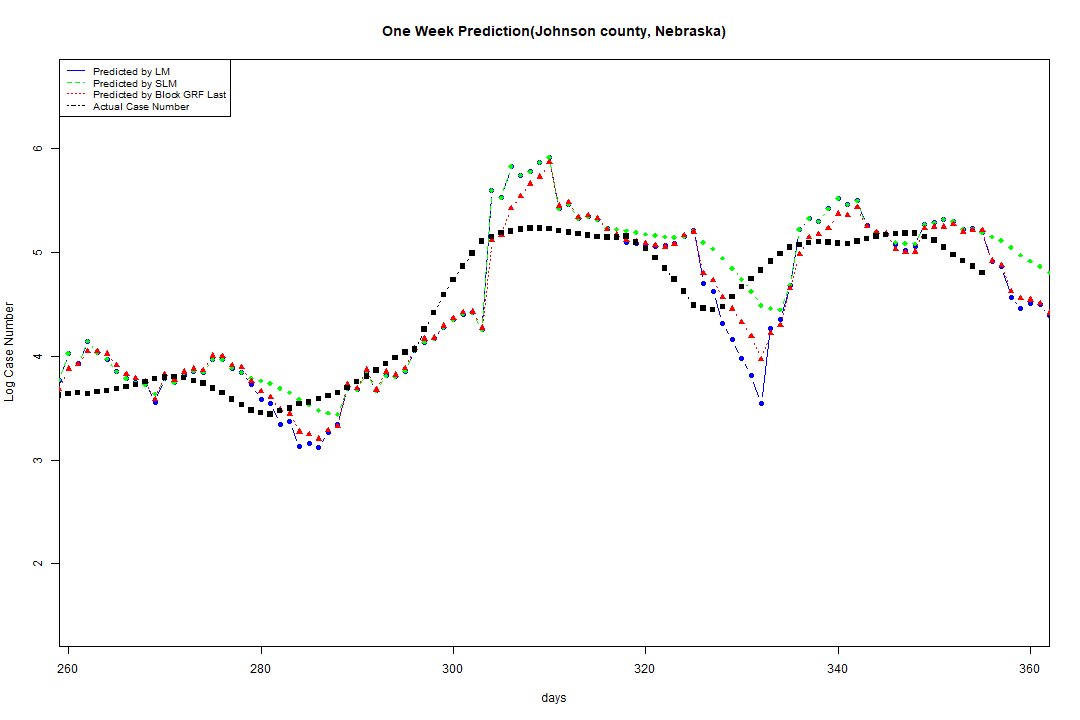 One Week Prediction(Johnson county, Nebraska)
Predicted by LM
Predicted by SLM
Predicted by Block GRF Last
Actual Case Number
6
5
4
3
2
Log Case Number
260 280 300 320 340 360
days